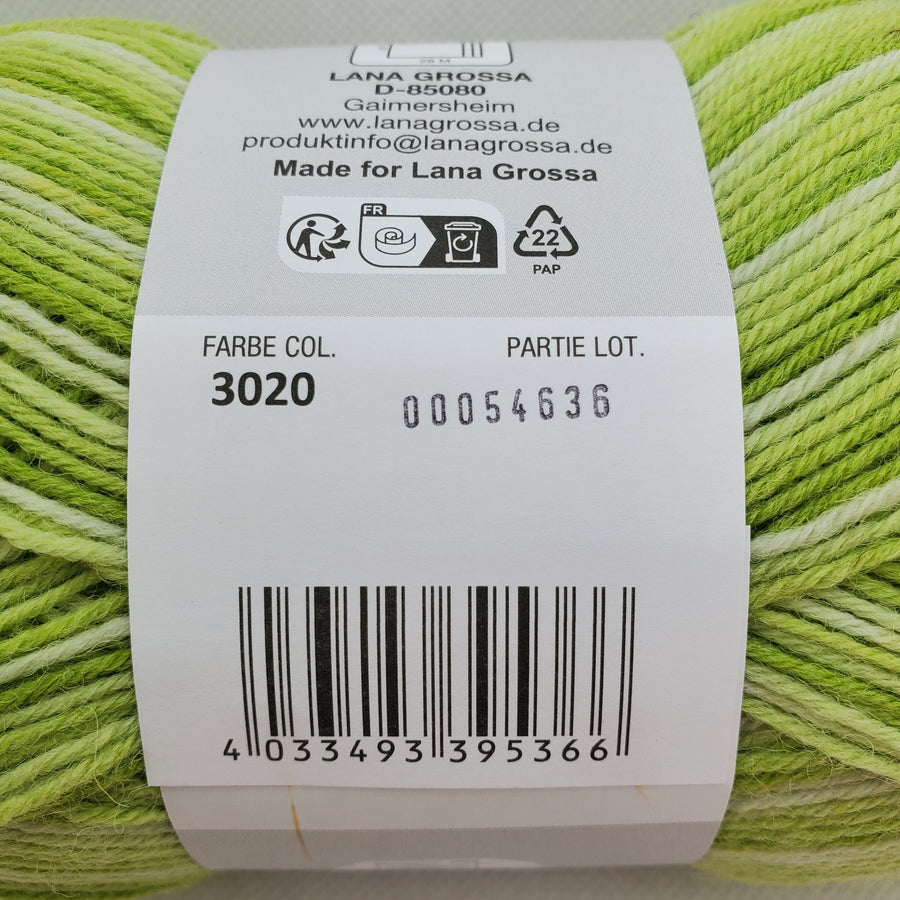 26 M
LANA GROSSA
D-85080
Gaimersheim
www.lanagrossa.de
produktinfo@lanagrossa.de
Made for Lana Grossa
FR
22
PAP
FARBE COL. PARTIE LOT.
3020 00054636
4 033493 395366